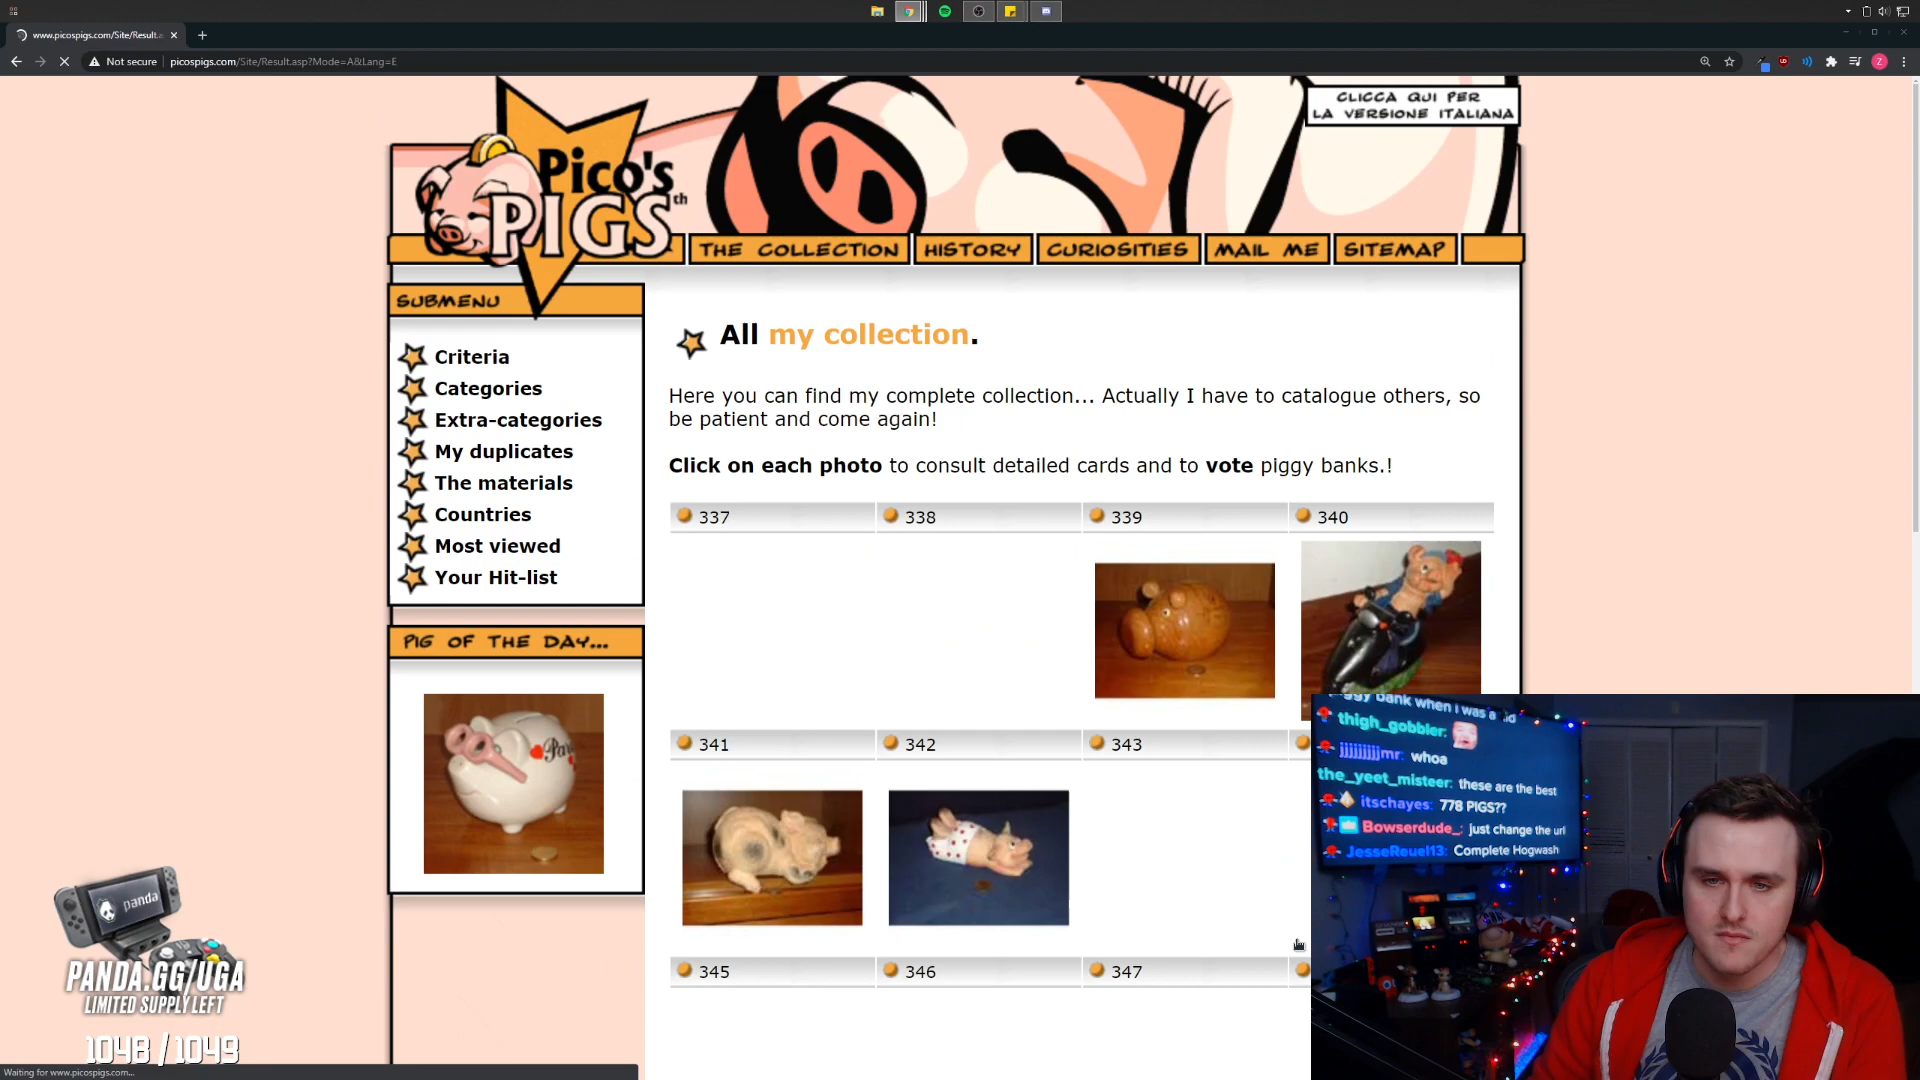 www.picospigs.com/Site/Result.a
Not secure
picospigs.com/Site/Result.asp?Mode=A&Lang=E
Z
CLICCA QUI PER
LA VERSIONE ITALIANA
Pico's
PIGS
th
THE COLLECTION
HISTORY
CURIOSITIES
MAIL ME
SITEMAP
SUBMENU
Criteria
Categories
Extra-categories
My duplicates
The materials
Countries
Most viewed
Your Hit-list
PIG OF THE DAY...
All my collection.
Here you can find my complete collection... Actually I have to catalogue others, so
be patient and come again!
Click on each photo to consult detailed cards and to vote piggy banks.!
337
338
339
340
341
342
343
345
346
347
bank when I was a kid
thigh_gobbler:
jjjjjjjjjmr: whoa
the_yeet_misteer: these are the best
itschayes: 778 PIGS??
Bowserdude_: just change the url
JesseReuel13: Complete Hogwash
panda
PANDA.GG/UGA
LIMITED SUPPLY LEFT
Waiting for www.picospigs.com...